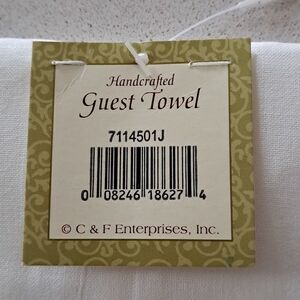 Handcrafted
Guest Towel
7114501J
0 08246 18627 4
© C & F Enterprises, Inc.